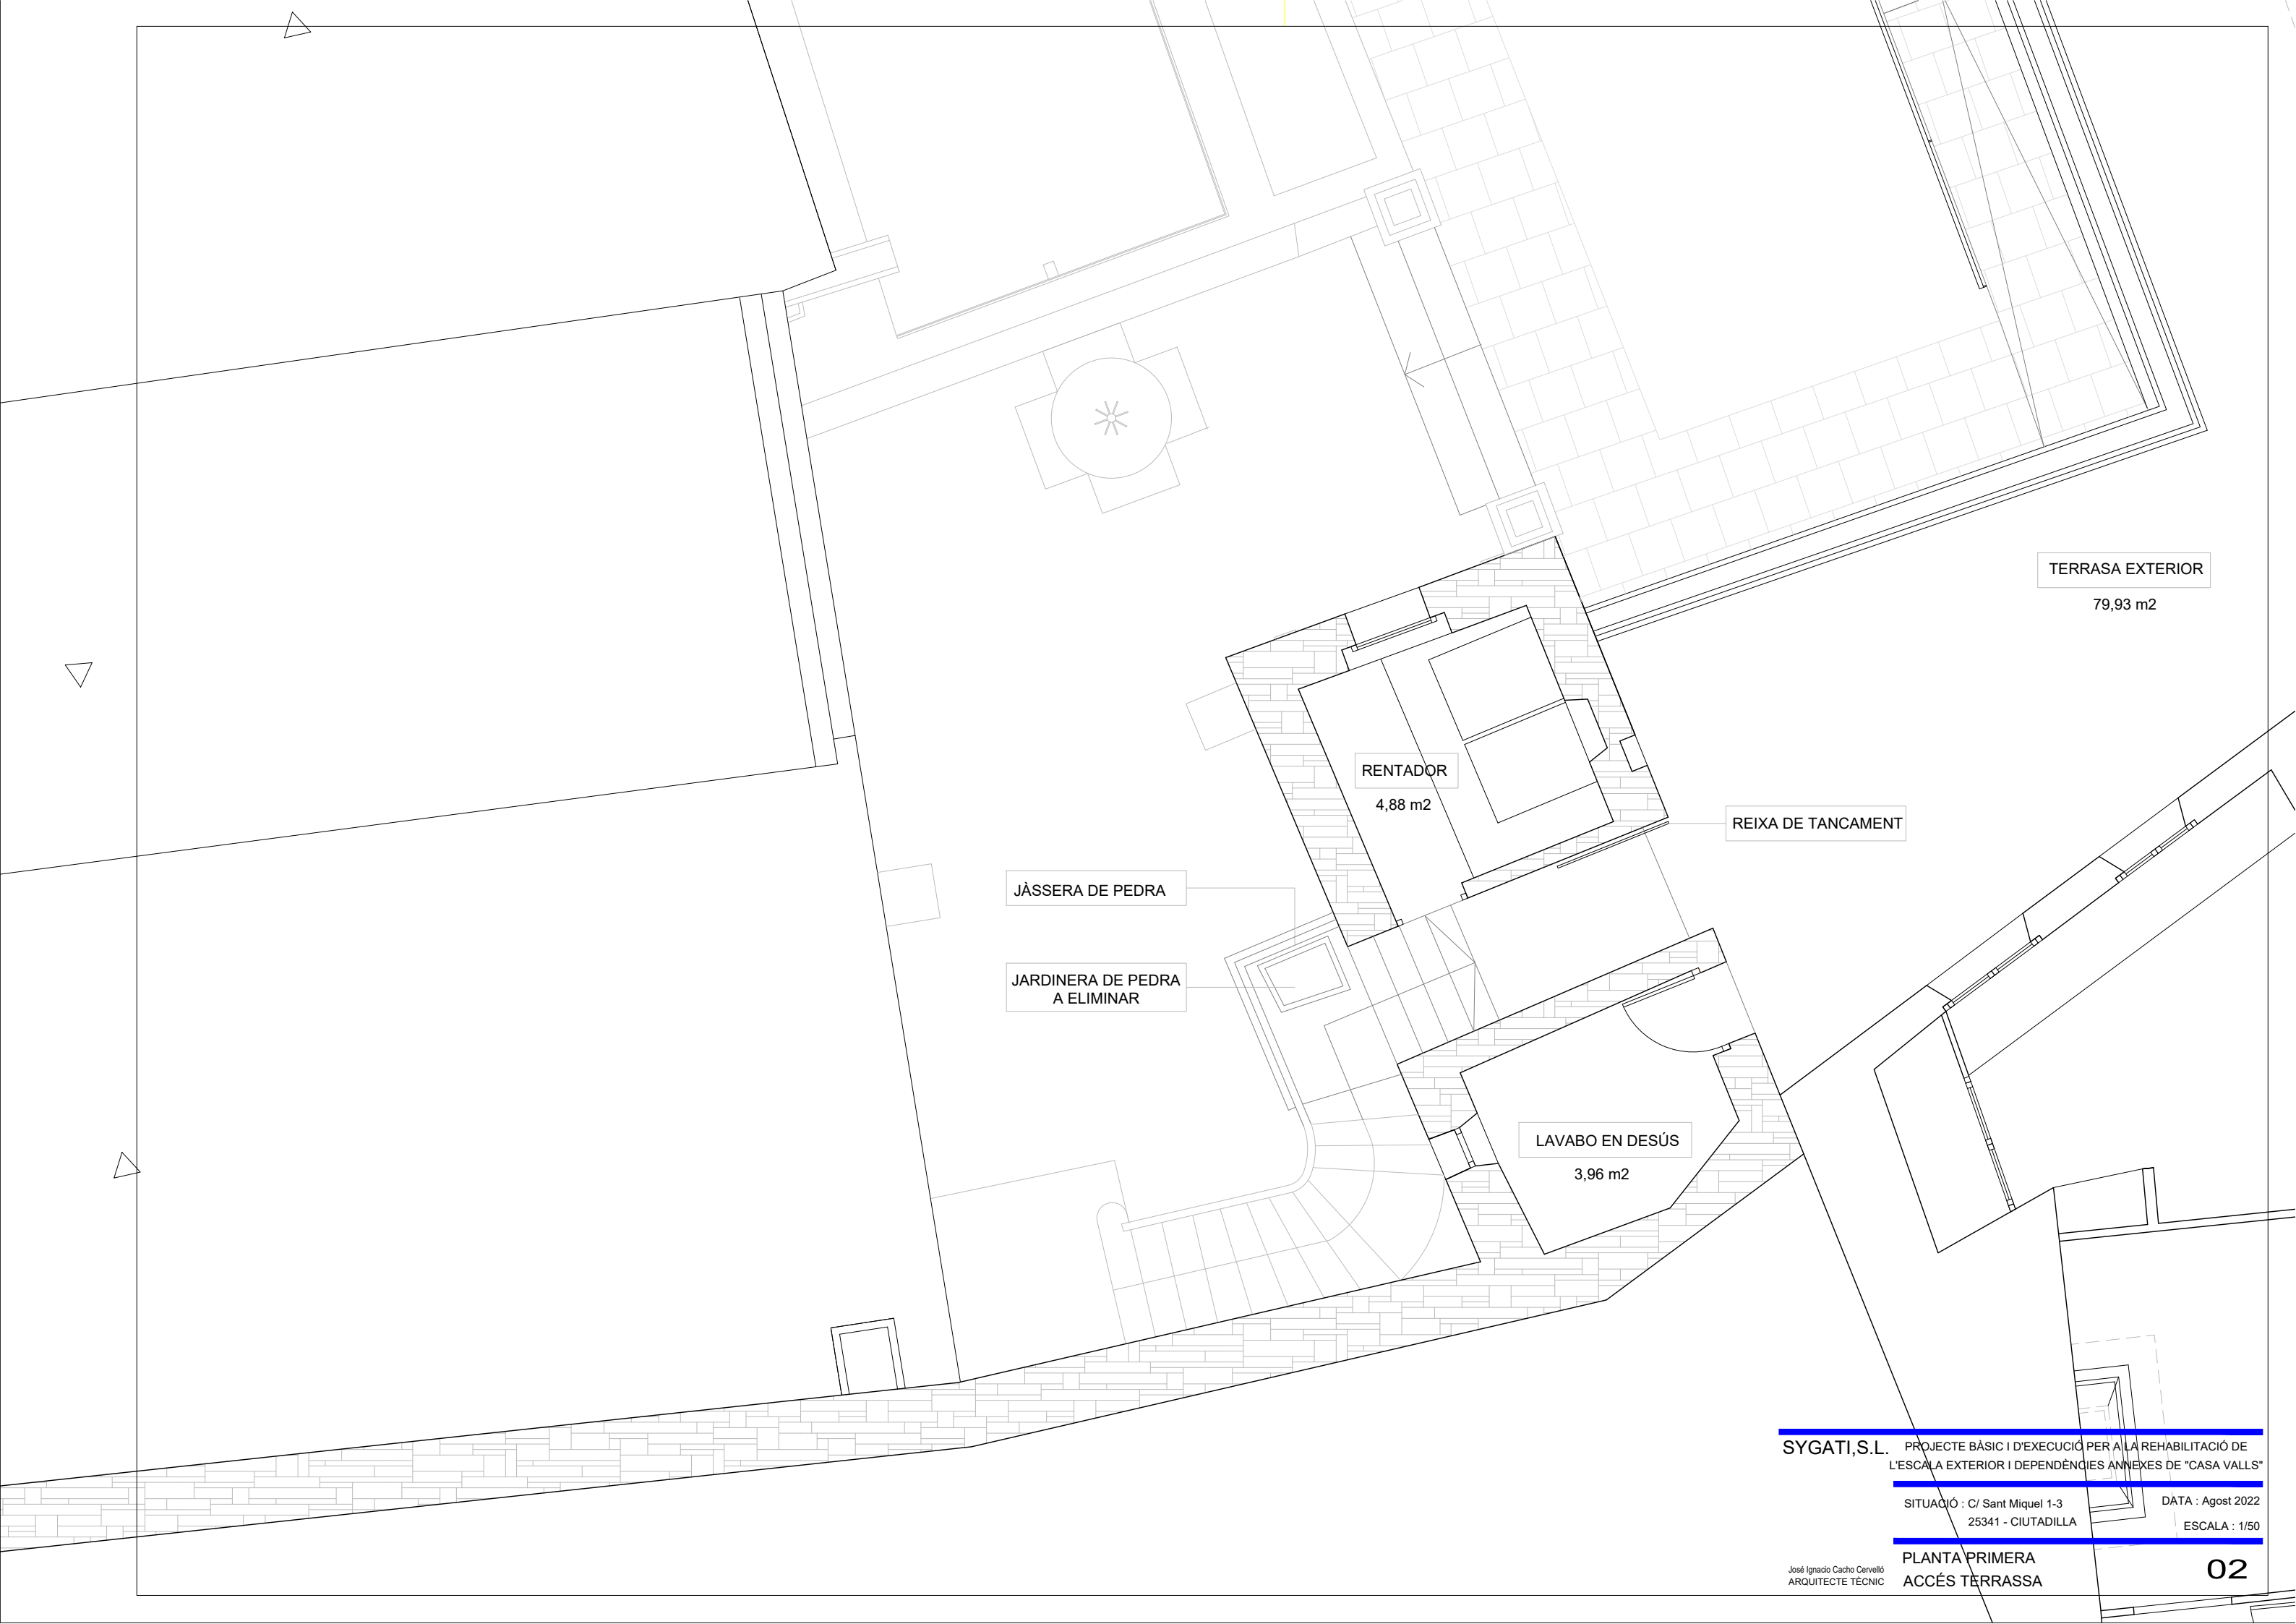 TERRASA EXTERIOR
79,93 m2
RENTADOR
4,88 m2
REIXA DE TANCAMENT
JÀSSERA DE PEDRA
JARDINERA DE PEDRA
A ELIMINAR
LAVABO EN DESÚS
3,96 m2
SYGATI,S.L.
PROJECTE BÀSIC I D'EXECUCIÓ PER A LA REHABILITACIÓ DE
L'ESCALA EXTERIOR I DEPENDÈNCIES ANNEXES DE "CASA VALLS"
SITUACIÓ : C/ Sant Miquel 1-3
25341 - CIUTADILLA
DATA : Agost 2022
ESCALA : 1/50
José Ignacio Cacho Cervelló
ARQUITECTE TÈCNIC
PLANTA PRIMERA
ACCÉS TERRASSA
02